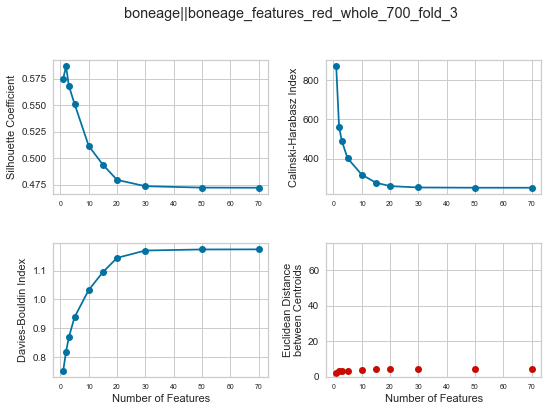 boneage||boneage_features_red_whole_700_fold_3
Silhouette Coefficient
0.575
0.550
0.525
0.500
0.475
0 10 20 30 40 50 60 70
Calinski-Harabasz Index
800
600
400
0 10 20 30 40 50 60 70
Davies-Bouldin Index
1.1
1.0
0.9
0.8
0 10 20 30 40 50 60 70
Number of Features
Euclidean Distance
between Centroids
60
40
20
0
0 10 20 30 40 50 60 70
Number of Features